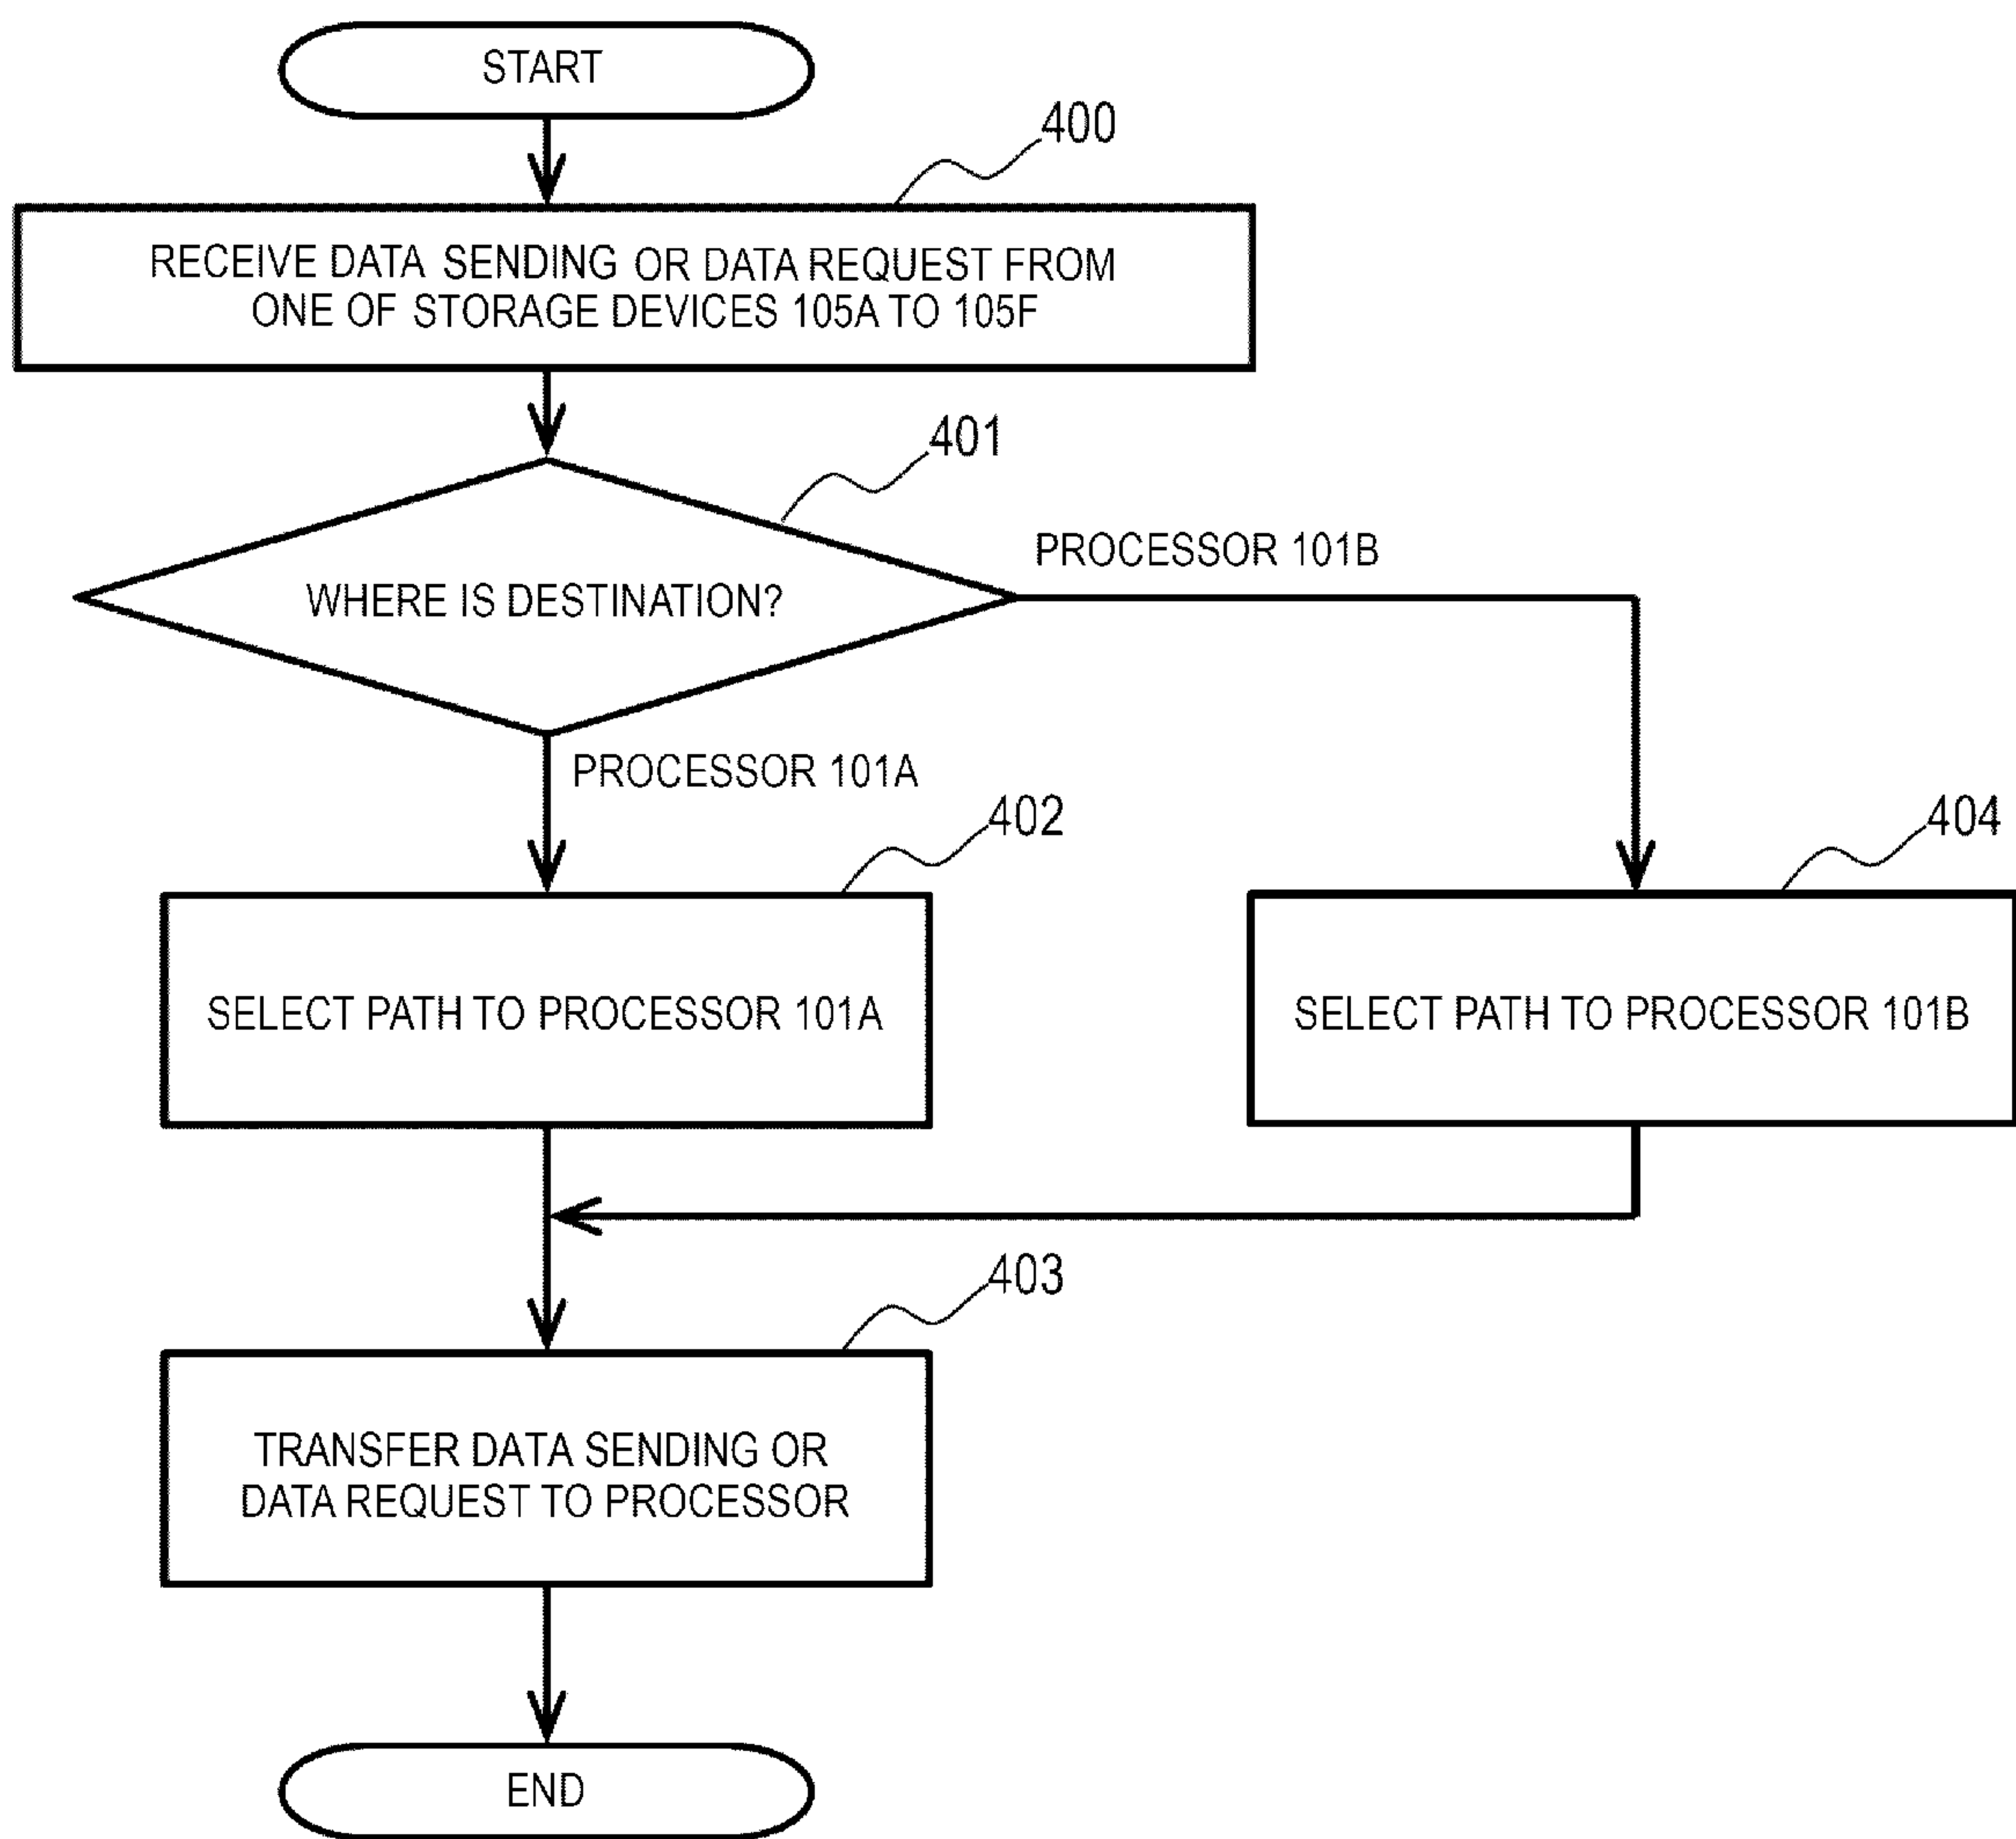 START
400
RECEIVE DATA SENDING OR DATA REQUEST FROM
ONE OF STORAGE DEVICES 105A TO 105F
401
PROCESSOR 101B
WHERE IS DESTINATION?
PROCESSOR 101A
402
404
SELECT PATH TO PROCESSOR 101A
SELECT PATH TO PROCESSOR 101B
403
TRANSFER DATA SENDING OR
DATA REQUEST TO PROCESSOR
END